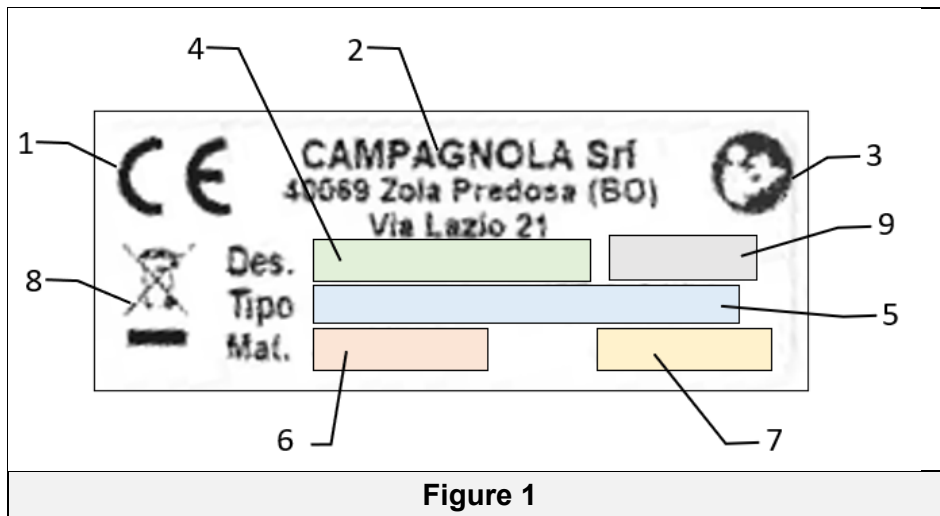 4
2
1
CE
CAMPAGNOLA Srl
3
40069 Zola Predosa (BO)
Via Lazio 21
9
8
Des.
Tipo
5
Mat.
6
7
Figure 1